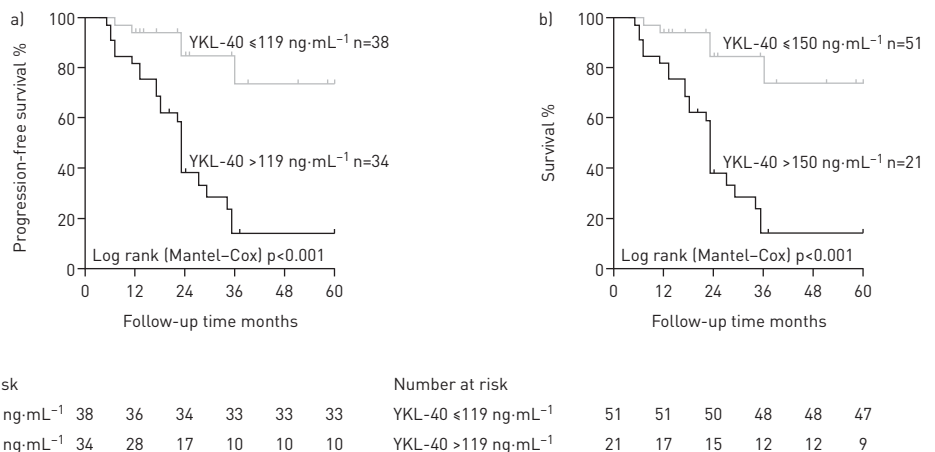 a)
Progression-free survival %
100
80
60
40
20
0
YKL-40 ≤119 ng·mL⁻¹ n=38
YKL-40 >119 ng·mL⁻¹ n=34
Log rank (Mantel–Cox) p<0.001
0 12 24 36 48 60
Follow-up time months
b)
Survival %
100
80
60
40
20
0
YKL-40 ≤150 ng·mL⁻¹ n=51
YKL-40 >150 ng·mL⁻¹ n=21
Log rank (Mantel–Cox) p<0.001
0 12 24 36 48 60
Follow-up time months
sk
ng·mL⁻¹ 38 36 34 33 33 33
ng·mL⁻¹ 34 28 17 10 10 10
Number at risk
YKL-40 ≤119 ng·mL⁻¹ 51 51 50 48 48 47
YKL-40 >119 ng·mL⁻¹ 21 17 15 12 12 9